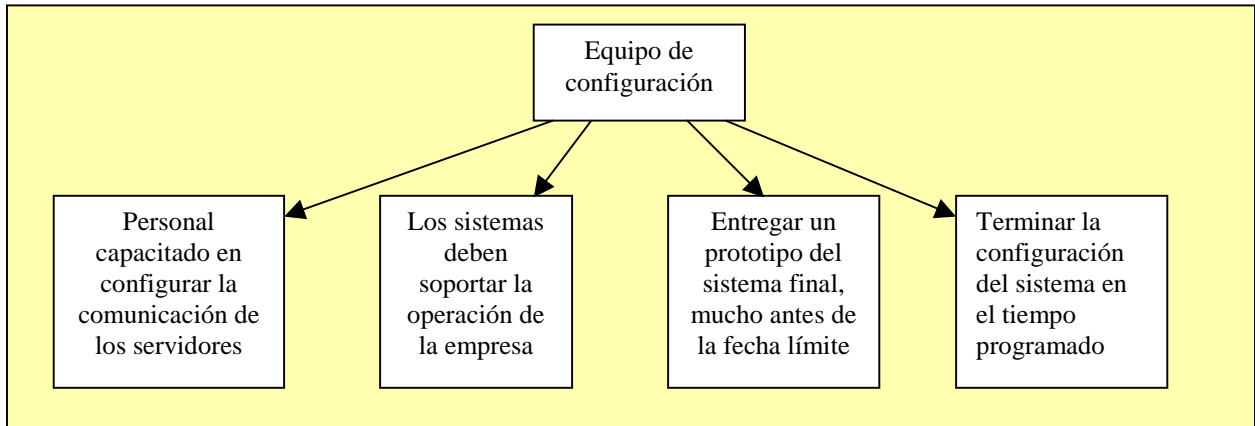 Equipo de
configuración
Personal
capacitado en
configurar la
comunicación de
los servidores
Los sistemas
deben
soportar la
operación de
la empresa
Entregar un
prototipo del
sistema final,
mucho antes de
la fecha límite
Terminar la
configuración
del sistema en
el tiempo
programado